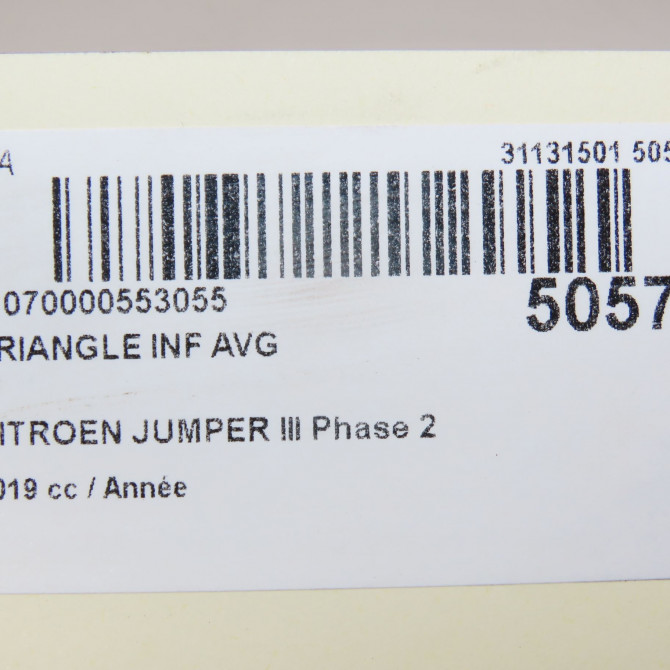 A 31131501 505
070000553055
5057
RIANGLE INF AVG
ITROEN JUMPER III Phase 2
019 cc / Année